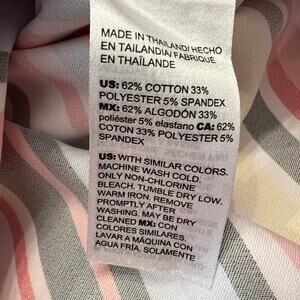 MADE IN THAILAND/ HECHO
EN TAILANDIA/ FABRIQUÉ
EN THAÏLANDE
US: 62% COTTON 33%
POLYESTER 5% SPANDEX
MX: 62% ALGODÓN 33%
poliéster 5% elastano CA: 62%
COTON 33% POLYESTER 5%
SPANDEX
US: WITH SIMILAR COLORS.
MACHINE WASH COLD.
ONLY NON-CHLORINE
BLEACH. TUMBLE DRY LOW.
WARM IRON. REMOVE
PROMPTLY AFTER
WASHING. MAY BE DRY
CLEANED MX: CON
COLORES SIMILARES.
LAVAR A MÁQUINA CON
AGUA FRÍA. SOLAMENTE